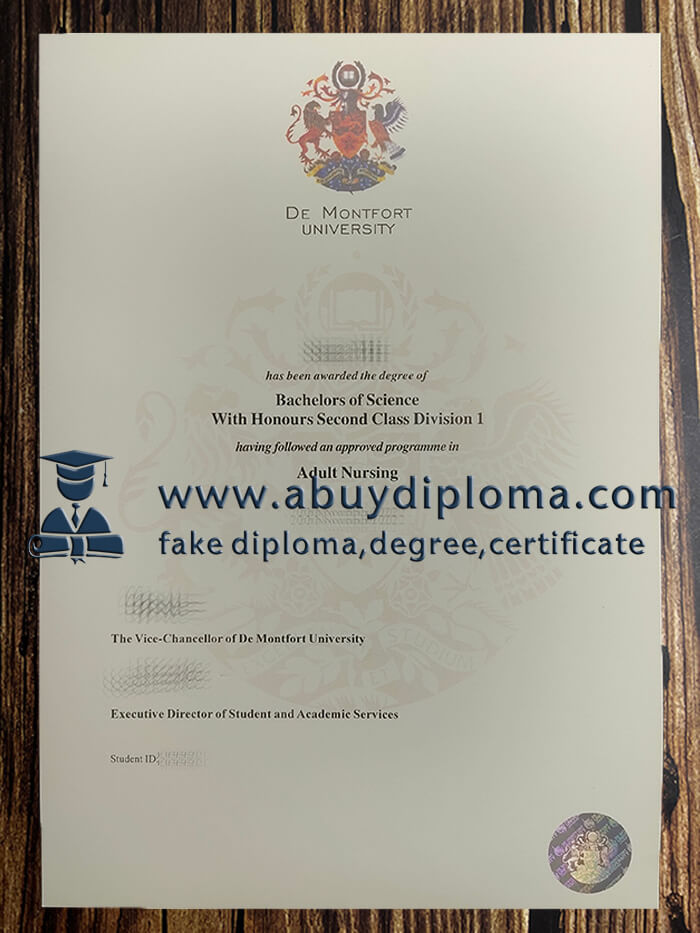 DE MONTFORT
UNIVERSITY
has been awarded the degree of
Bachelors of Science
With Honours Second Class Division 1
having followed an approved programme in
Adult Nursing
www.abuydiploma.com
fake diploma,degree,certificate
The Vice-Chancellor of De Montfort University
Executive Director of Student and Academic Services
Student ID